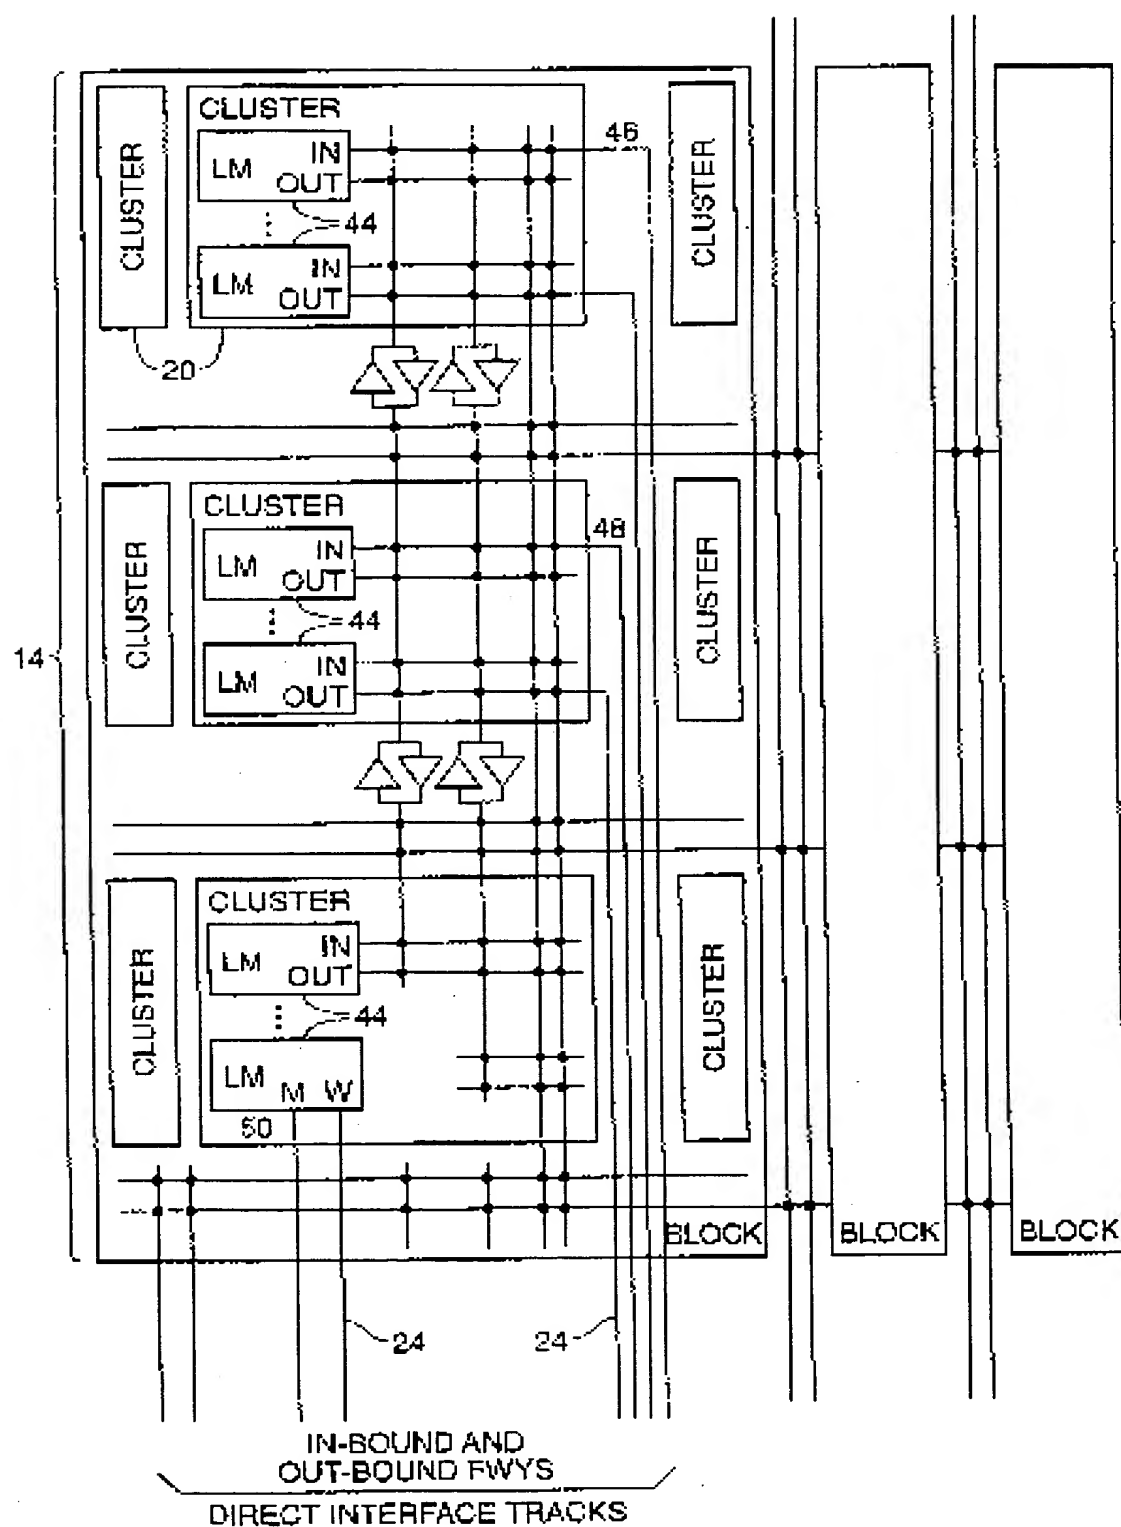 CLUSTER
CLUSTER
LM IN OUT
44
LM IN OUT
46
CLUSTER
20
CLUSTER
CLUSTER
LM IN OUT
44
LM IN OUT
48
CLUSTER
14
CLUSTER
CLUSTER
LM IN OUT
44
LM M W
50
CLUSTER
BLOCK
BLOCK
BLOCK
24
24
IN-BOUND AND
OUT-BOUND FWYS
DIRECT INTERFACE TRACKS